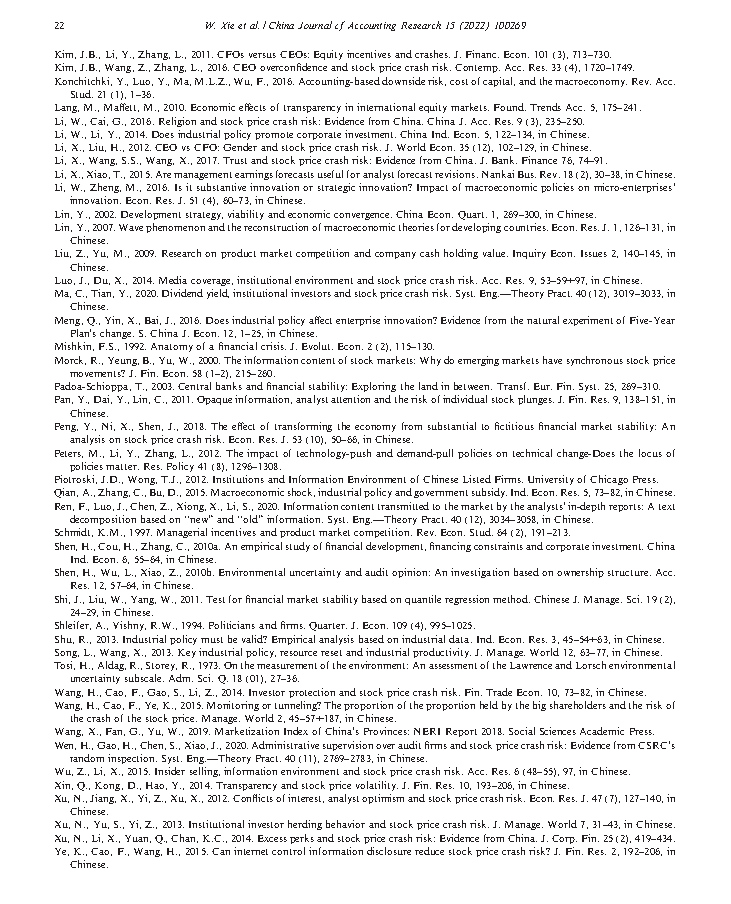 22
W. Xie et al. / China Journal of Accounting Research 15 (2022) 100269
Kim, J.B., Li, Y., Zhang, L., 2011. CFOs versus CEOs: Equity incentives and crashes. J. Financ. Econ. 101 (3), 713–730.
Kim, J.B., Wang, Z., Zhang, L., 2016. CEO overconfidence and stock price crash risk. Contemp. Acc. Res. 33 (4), 1720–1749.
Konchitchki, Y., Luo, Y., Ma, M.L.Z., Wu, F., 2016. Accounting-based downside risk, cost of capital, and the macroeconomy. Rev. Acc.
Stud. 21 (1), 1–36.
Lang, M., Maffett, M., 2010. Economic effects of transparency in international equity markets. Found. Trends Acc. 5, 175–241.
Li, W., Cai, G., 2016. Religion and stock price crash risk: Evidence from China. China J. Acc. Res. 9 (3), 235–250.
Li, W., Li, Y., 2014. Does industrial policy promote corporate investment. China Ind. Econ. 5, 122–134, in Chinese.
Li, X., Liu, H., 2012. CEO vs CFO: Gender and stock price crash risk. J. World Econ. 35 (12), 102–129, in Chinese.
Li, X., Wang, S.S., Wang, X., 2017. Trust and stock price crash risk: Evidence from China. J. Bank. Finance 76, 74–91.
Li, X., Xiao, T., 2015. Are management earnings forecasts useful for analyst forecast revisions. Nankai Bus. Rev. 18 (2), 30–38, in Chinese.
Li, W., Zheng, M., 2016. Is it substantive innovation or strategic innovation? Impact of macroeconomic policies on micro-enterprises'
innovation. Econ. Res. J. 51 (4), 60–73, in Chinese.
Lin, Y., 2002. Development strategy, viability and economic convergence. China Econ. Quart. 1, 269–300, in Chinese.
Lin, Y., 2007. Wave phenomenon and the reconstruction of macroeconomic theories for developing countries. Econ. Res. J. 1, 126–131, in
Chinese.
Liu, Z., Yu, M., 2009. Research on product market competition and company cash holding value. Inquiry Econ. Issues 2, 140–145, in
Chinese.
Luo, J., Du, X., 2014. Media coverage, institutional environment and stock price crash risk. Acc. Res. 9, 53–59+97, in Chinese.
Ma, C., Tian, Y., 2020. Dividend yield, institutional investors and stock price crash risk. Syst. Eng.—Theory Pract. 40 (12), 3019–3033, in
Chinese.
Meng, Q., Yin, X., Bai, J., 2016. Does industrial policy affect enterprise innovation? Evidence from the natural experiment of Five-Year
Plan's change. S. China J. Econ. 12, 1–25, in Chinese.
Mishkin, F.S., 1992. Anatomy of a financial crisis. J. Evolut. Econ. 2 (2), 115–130.
Morck, R., Yeung, B., Yu, W., 2000. The information content of stock markets: Why do emerging markets have synchronous stock price
movements? J. Fin. Econ. 58 (1–2), 215–260.
Padoa-Schioppa, T., 2003. Central banks and financial stability: Exploring the land in between. Transf. Eur. Fin. Syst. 25, 269–310.
Pan, Y., Dai, Y., Lin, C., 2011. Opaque information, analyst attention and the risk of individual stock plunges. J. Fin. Res. 9, 138–151, in
Chinese.
Peng, Y., Ni, X., Shen, J., 2018. The effect of transforming the economy from substantial to fictitious financial market stability: An
analysis on stock price crash risk. Econ. Res. J. 53 (10), 50–66, in Chinese.
Peters, M., Li, Y., Zhang, L., 2012. The impact of technology-push and demand-pull policies on technical change-Does the locus of
policies matter. Res. Policy 41 (8), 1296–1308.
Piotroski, J.D., Wong, T.J., 2012. Institutions and Information Environment of Chinese Listed Firms. University of Chicago Press.
Qian, A., Zhang, C., Bu, D., 2015. Macroeconomic shock, industrial policy and government subsidy. Ind. Econ. Res. 5, 73–82, in Chinese.
Ren, F., Luo, J., Chen, Z., Xiong, X., Li, S., 2020. Information content transmitted to the market by the analysts' in-depth reports: A text
decomposition based on "new" and "old" information. Syst. Eng.—Theory Pract. 40 (12), 3034–3058, in Chinese.
Schmidt, K.M., 1997. Managerial incentives and product market competition. Rev. Econ. Stud. 64 (2), 191–213.
Shen, H., Cou, H., Zhang, C., 2010a. An empirical study of financial development, financing constraints and corporate investment. China
Ind. Econ. 6, 55–64, in Chinese.
Shen, H., Wu, L., Xiao, Z., 2010b. Environmental uncertainty and audit opinion: An investigation based on ownership structure. Acc.
Res. 12, 57–64, in Chinese.
Shi, J., Liu, W., Yang, W., 2011. Test for financial market stability based on quantile regression method. Chinese J. Manage. Sci. 19 (2),
24–29, in Chinese.
Shleifer, A., Vishny, R.W., 1994. Politicians and firms. Quarter. J. Econ. 109 (4), 995–1025.
Shu, R., 2013. Industrial policy must be valid? Empirical analysis based on industrial data. Ind. Econ. Res. 3, 45–54+63, in Chinese.
Song, L., Wang, X., 2013. Key industrial policy, resource reset and industrial productivity. J. Manage. World 12, 63–77, in Chinese.
Tosi, H., Aldag, R., Storey, R., 1973. On the measurement of the environment: An assessment of the Lawrence and Lorsch environmental
uncertainty subscale. Adm. Sci. Q. 18 (01), 27–36.
Wang, H., Cao, F., Gao, S., Li, Z., 2014. Investor protection and stock price crash risk. Fin. Trade Econ. 10, 73–82, in Chinese.
Wang, H., Cao, F., Ye, K., 2015. Monitoring or tunneling? The proportion of the proportion held by the big shareholders and the risk of
the crash of the stock price. Manage. World 2, 45–57+187, in Chinese.
Wang, X., Fan, G., Yu, W., 2019. Marketization Index of China's Provinces: NERI Report 2018. Social Sciences Academic Press.
Wen, H., Gao, H., Chen, S., Xiao, J., 2020. Administrative supervision over audit firms and stock price crash risk: Evidence from CSRC's
random inspection. Syst. Eng.—Theory Pract. 40 (11), 2769–2783, in Chinese.
Wu, Z., Li, X., 2015. Insider selling, information environment and stock price crash risk. Acc. Res. 6 (48–55), 97, in Chinese.
Xin, Q., Kong, D., Hao, Y., 2014. Transparency and stock price volatility. J. Fin. Res. 10, 193–206, in Chinese.
Xu, N., Jiang, X., Yi, Z., Xu, X., 2012. Conflicts of interest, analyst optimism and stock price crash risk. Econ. Res. J. 47 (7), 127–140, in
Chinese.
Xu, N., Yu, S., Yi, Z., 2013. Institutional investor herding behavior and stock price crash risk. J. Manage. World 7, 31–43, in Chinese.
Xu, N., Li, X., Yuan, Q., Chan, K.C., 2014. Excess perks and stock price crash risk: Evidence from China. J. Corp. Fin. 25 (2), 419–434.
Ye, K., Cao, F., Wang, H., 2015. Can internet control information disclosure reduce stock price crash risk? J. Fin. Res. 2, 192–206, in
Chinese.